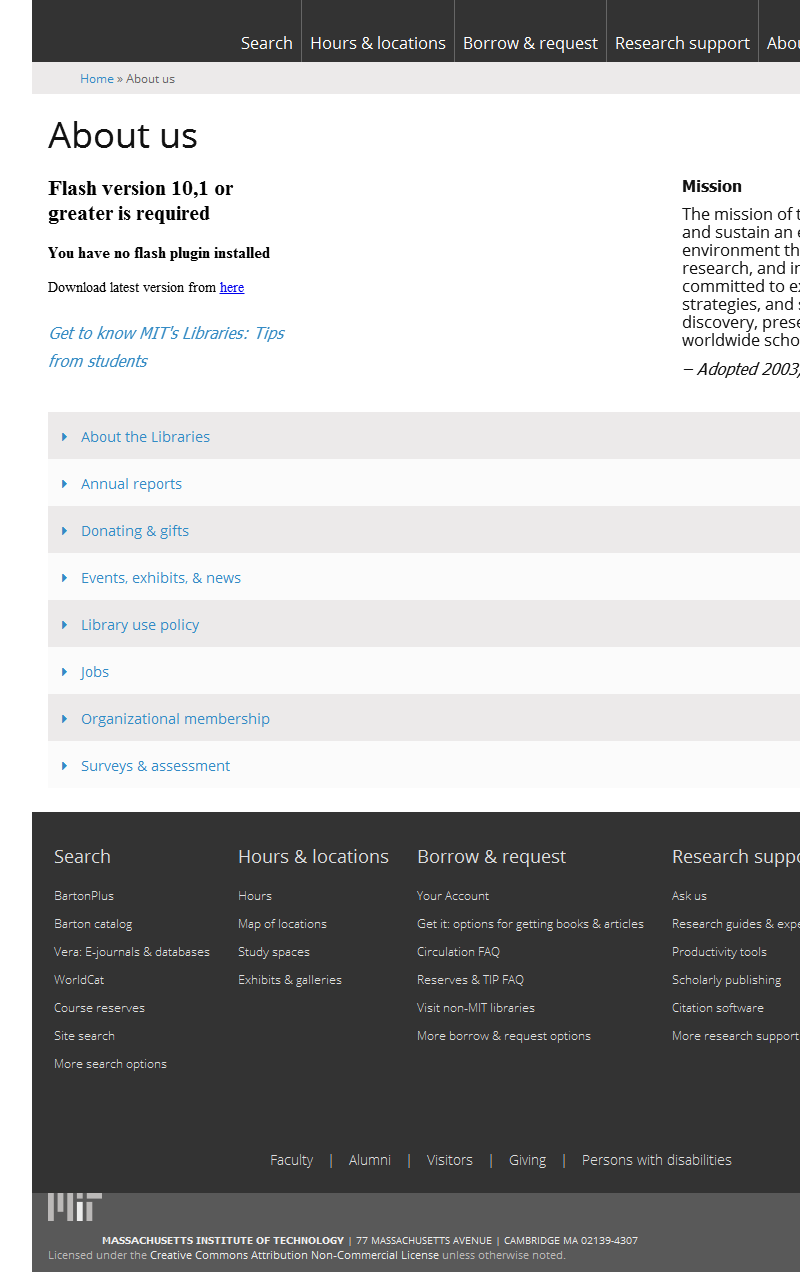 Search Hours & locations Borrow & request Research support
Home » About us
About us
Flash version 10,1 or
greater is required
You have no flash plugin installed
Download latest version from here
Get to know MIT's Libraries: Tips
from students
Mission
The mission of
and sustain an
environment
research, and
committed to
strategies, and
discovery,
worldwide
– Adopted 2003,
About the Libraries
Annual reports
Donating & gifts
Events, exhibits, & news
Library use policy
Jobs
Organizational membership
Surveys & assessment
Search
BartonPlus
Barton catalog
Vera: E-journals & databases
WorldCat
Course reserves
Site search
More search options
Hours & locations
Hours
Map of locations
Study spaces
Exhibits & galleries
Borrow & request
Your Account
Get it: options for getting books & articles
Circulation FAQ
Reserves & TIP FAQ
Visit non-MIT libraries
More borrow & request options
Research
Ask us
Research guides &
Productivity tools
Scholarly publishing
Citation software
More research support
Faculty | Alumni | Visitors | Giving | Persons with disabilities
MIT
MASSACHUSETTS INSTITUTE OF TECHNOLOGY | 77 MASSACHUSETTS AVENUE | CAMBRIDGE MA 02139-4307
Licensed under the Creative Commons Attribution Non-Commercial License unless otherwise noted.